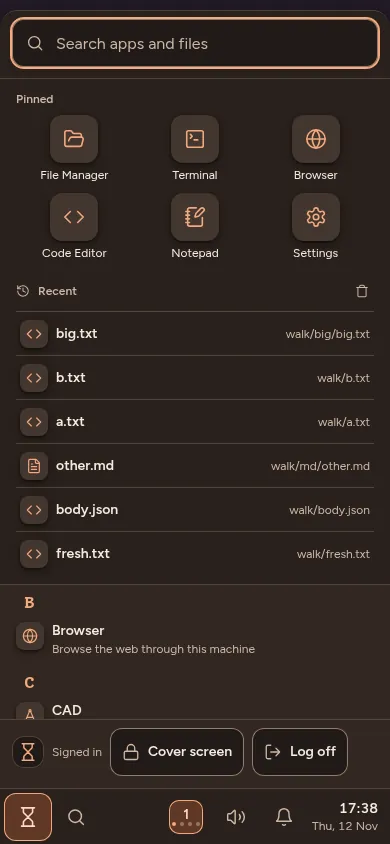 Search apps and files
Pinned
File Manager
Terminal
Browser
Code Editor
Notepad
Settings
Recent
big.txt walk/big/big.txt
b.txt walk/b.txt
a.txt walk/a.txt
other.md walk/md/other.md
body.json walk/body.json
fresh.txt walk/fresh.txt
B
Browser
Browse the web through this machine
C
CAD
Signed in
Cover screen
Log off
1
17:38
Thu, 12 Nov